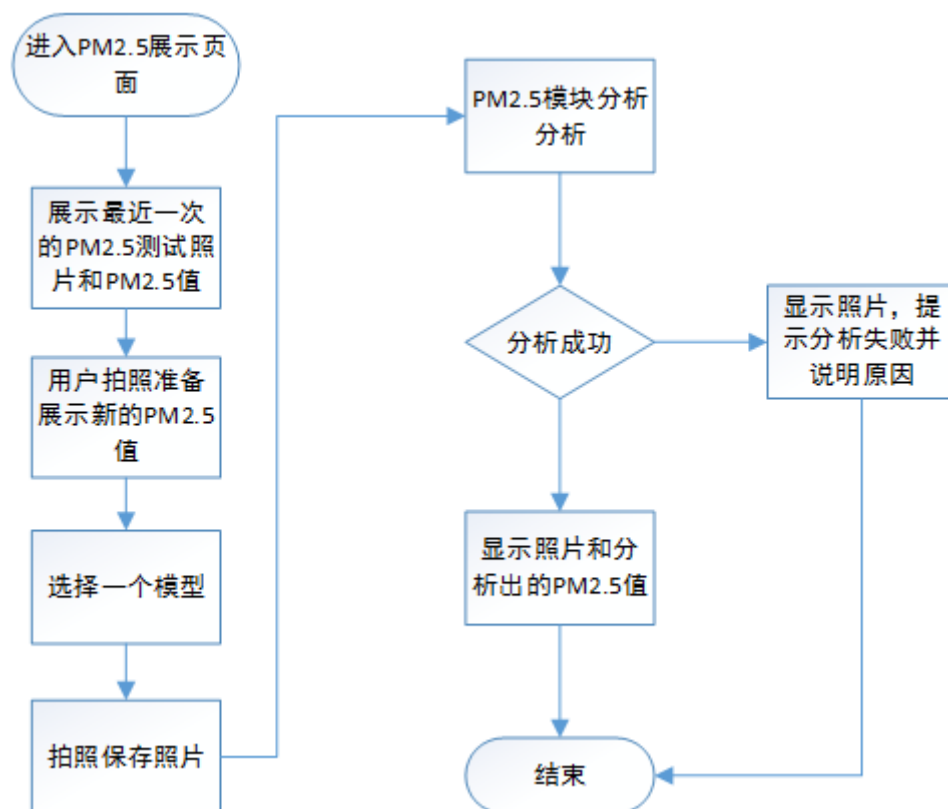 进入PM2.5展示页
面
展示最近一次
的PM2.5测试照
片和PM2.5值
用户拍照准备
展示新的PM2.5
值
选择一个模型
拍照保存照片
PM2.5模块分析
分析
分析成功
显示照片，提
示分析失败并
说明原因
显示照片和分
析出的PM2.5值
结束